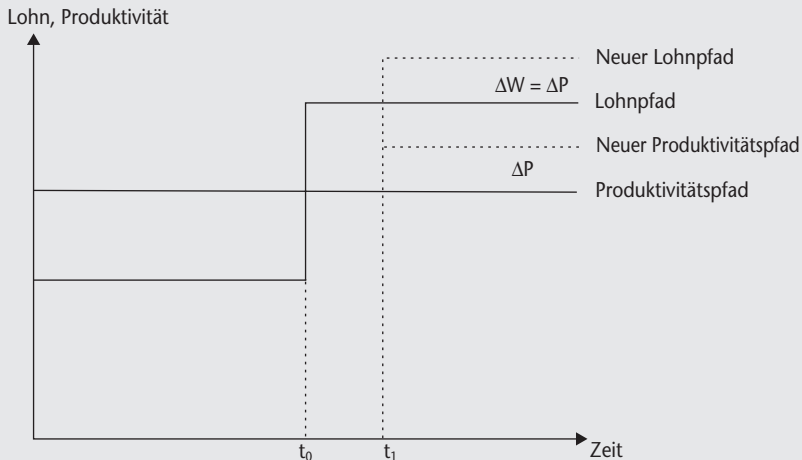 Lohn, Produktivität
Neuer Lohnpfad
ΔW = ΔP
Lohnpfad
Neuer Produktivitätspfad
ΔP
Produktivitätspfad
t₀
t₁
Zeit